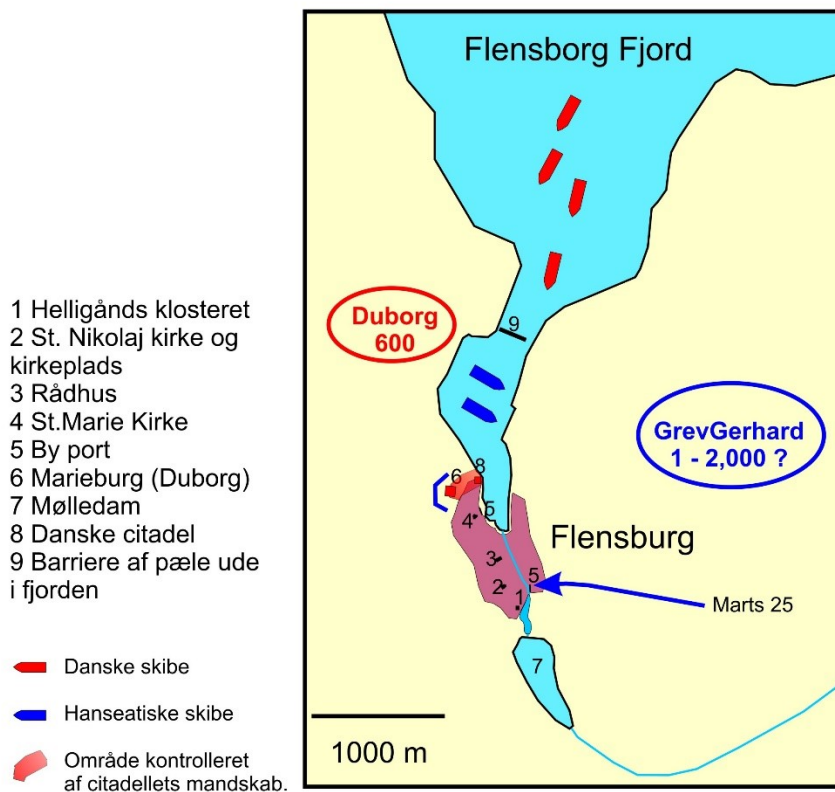 Flensborg Fjord
Duborg
600
9
GrevGerhard
1 - 2,000 ?
6
8
5
4
3
2
1
5
Flensburg
Marts 25
7
1000 m
1 Helligånds klosteret
2 St. Nikolaj kirke og
kirkeplads
3 Rådhus
4 St.Marie Kirke
5 By port
6 Marieburg (Duborg)
7 Mølledam
8 Danske citadel
9 Barriere af pæle ude
i fjorden
Danske skibe
Hanseatiske skibe
Område kontrolleret
af citadellets mandskab.